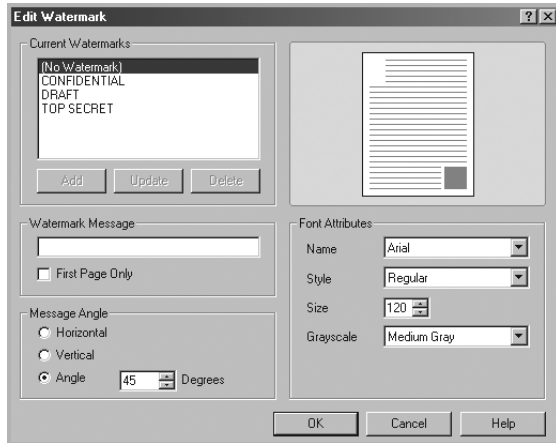 Edit Watermark
Current Watermarks
(No Watermark)
CONFIDENTIAL
DRAFT
TOP SECRET
Add Update Delete
Watermark Message
First Page Only
Message Angle
Horizontal
Vertical
Angle 45 Degrees
Font Attributes
Name Arial
Style Regular
Size 120
Grayscale Medium Gray
OK Cancel Help